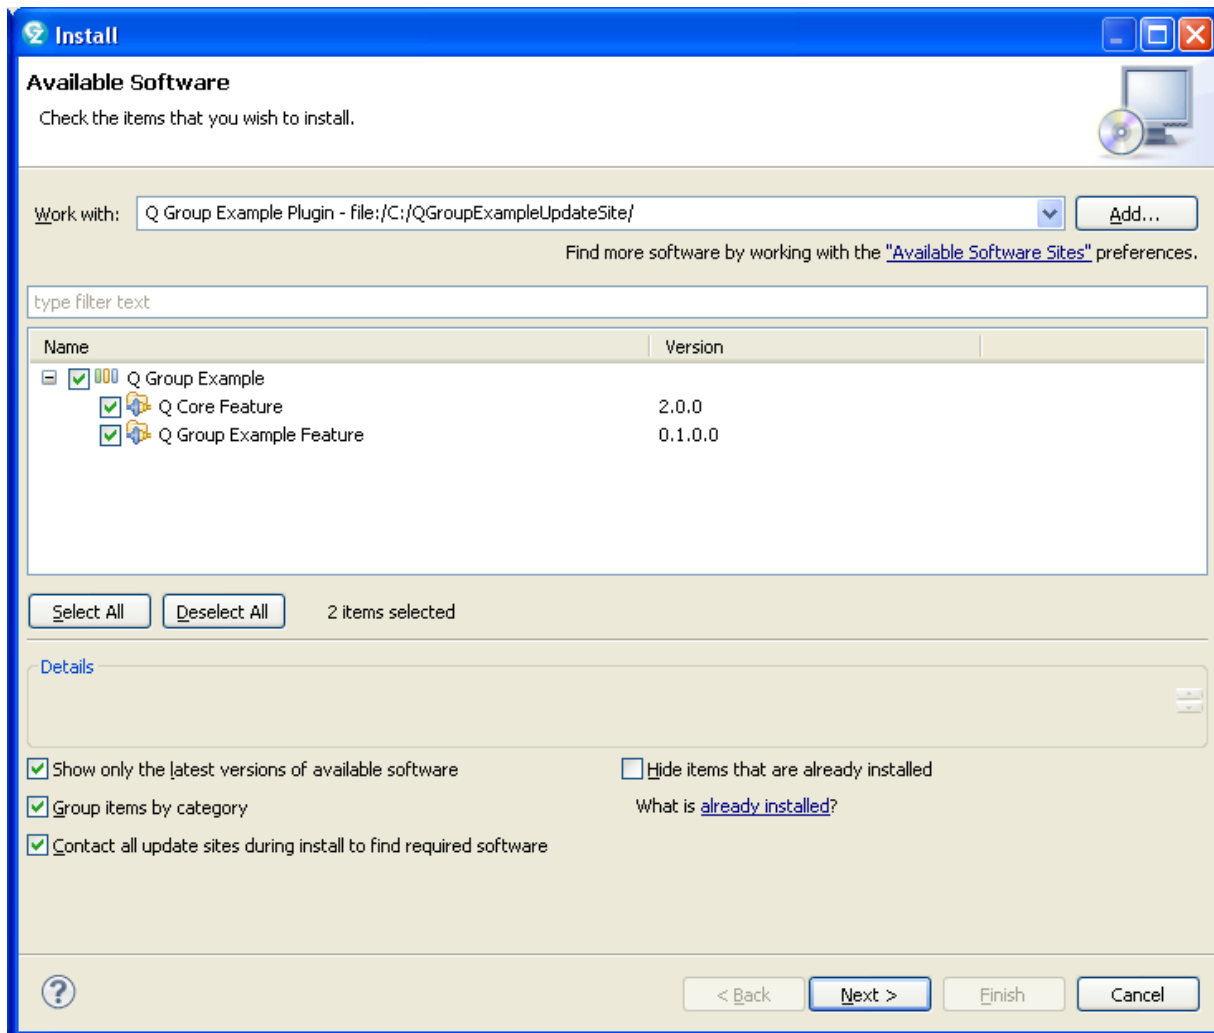 Install
Available Software
Check the items that you wish to install.
Work with: Q Group Example Plugin - file:/C:/QGroupExampleUpdateSite/ Add...
Find more software by working with the "Available Software Sites" preferences.
type filter text
Name Version
Q Group Example
Q Core Feature 2.0.0
Q Group Example Feature 0.1.0.0
Select All Deselect All 2 items selected
Details
Show only the latest versions of available software Hide items that are already installed
Group items by category What is already installed?
Contact all update sites during install to find required software
? < Back Next > Finish Cancel